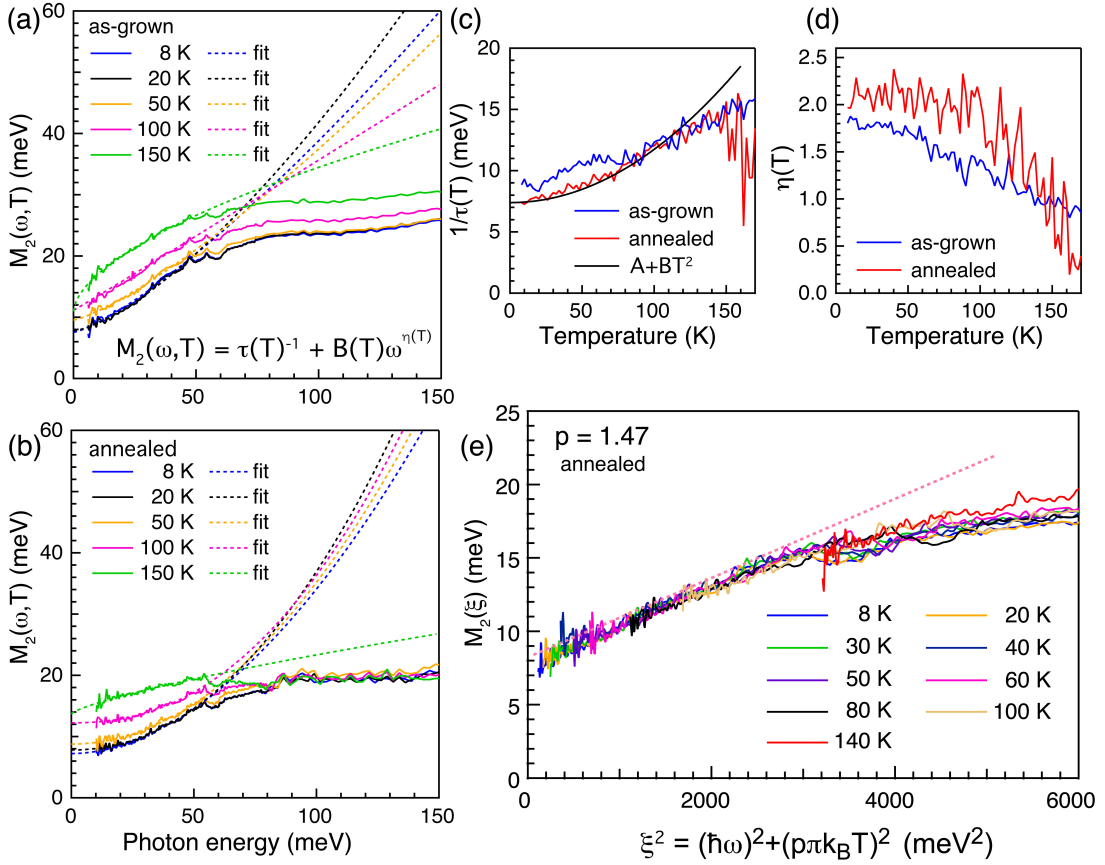 (a)
60
40
20
0
M₂(ω,T) (meV)
as-grown
8 K fit
20 K fit
50 K fit
100 K fit
150 K fit
M₂(ω,T) = τ(T)⁻¹ + B(T)ω^η(T)
0 50 100 150
(b)
60
40
20
0
M₂(ω,T) (meV)
annealed
8 K fit
20 K fit
50 K fit
100 K fit
150 K fit
0 50 100 150
Photon energy (meV)
(c)
20
15
10
5
0
1/τ(T) (meV)
as-grown
annealed
A+BT²
0 50 100 150
Temperature (K)
(d)
2.0
1.5
1.0
0.5
0.0
η(T)
as-grown
annealed
0 50 100 150
Temperature (K)
(e)
25
20
15
10
5
0
M₂(ξ) (meV)
p = 1.47
annealed
8 K 20 K
30 K 40 K
50 K 60 K
80 K 100 K
140 K
0 2000 4000 6000
ξ² = (ħω)²+(pπk_BT)² (meV²)